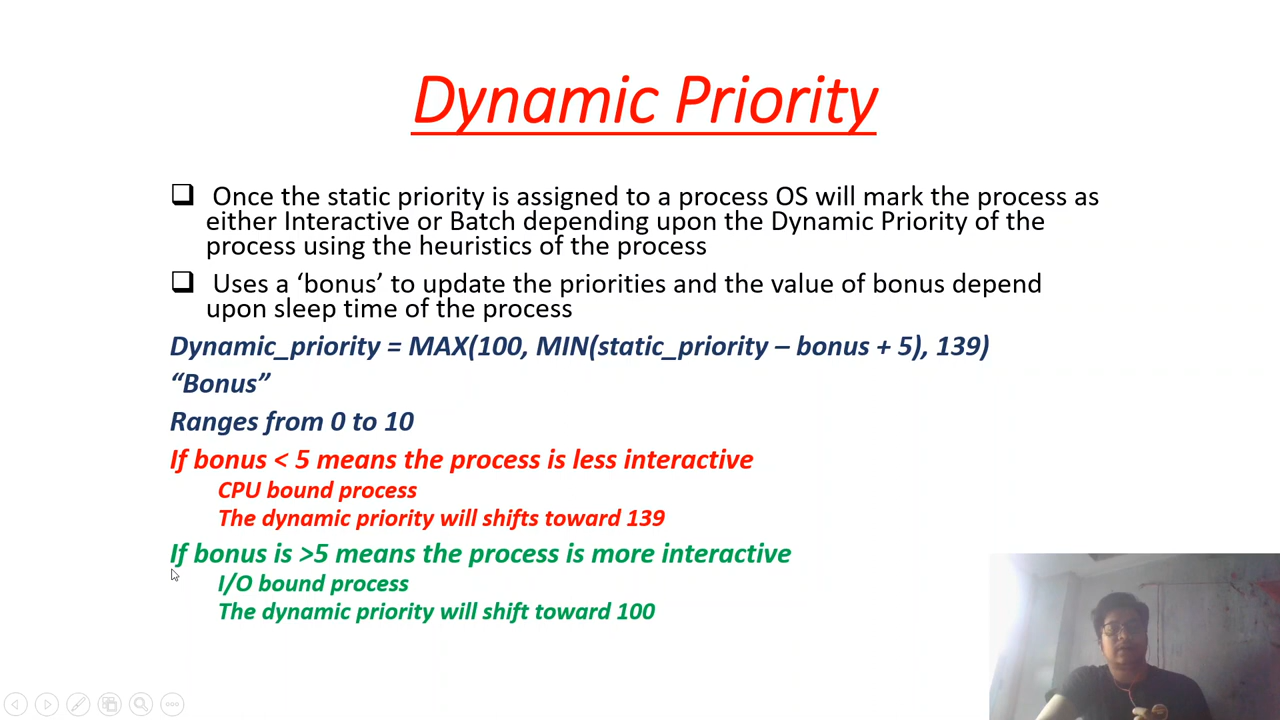 Dynamic Priority
Once the static priority is assigned to a process OS will mark the process as
either Interactive or Batch depending upon the Dynamic Priority of the
process using the heuristics of the process
Uses a ‘bonus’ to update the priorities and the value of bonus depend
upon sleep time of the process
Dynamic_priority = MAX(100, MIN(static_priority – bonus + 5), 139)
“Bonus”
Ranges from 0 to 10
If bonus < 5 means the process is less interactive
CPU bound process
The dynamic priority will shifts toward 139
If bonus is >5 means the process is more interactive
I/O bound process
The dynamic priority will shift toward 100